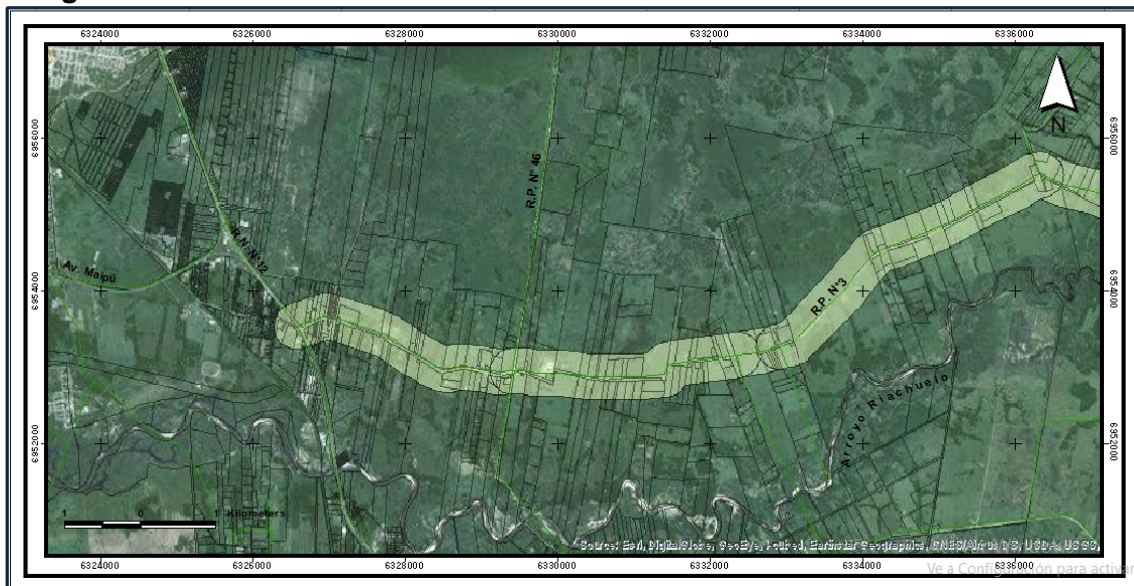 6324000 6326000 6328000 6330000 6332000 6334000 6336000
N
6956000 6956000
R.P. N° 46
R.N. N°12
Av. Maipú
6954000 6954000
R.P. N°3
Arroyo Riachuelo
6952000 6952000
1 0 1 Kilometers
Source: Esri, DigitalGlobe, GeoEye, Earthstar Geographics, CNES/Airbus DS, USDA, USGS,
6324000 6326000 6328000 6330000 6332000 6334000 6336000
Ve a Configuración para activar